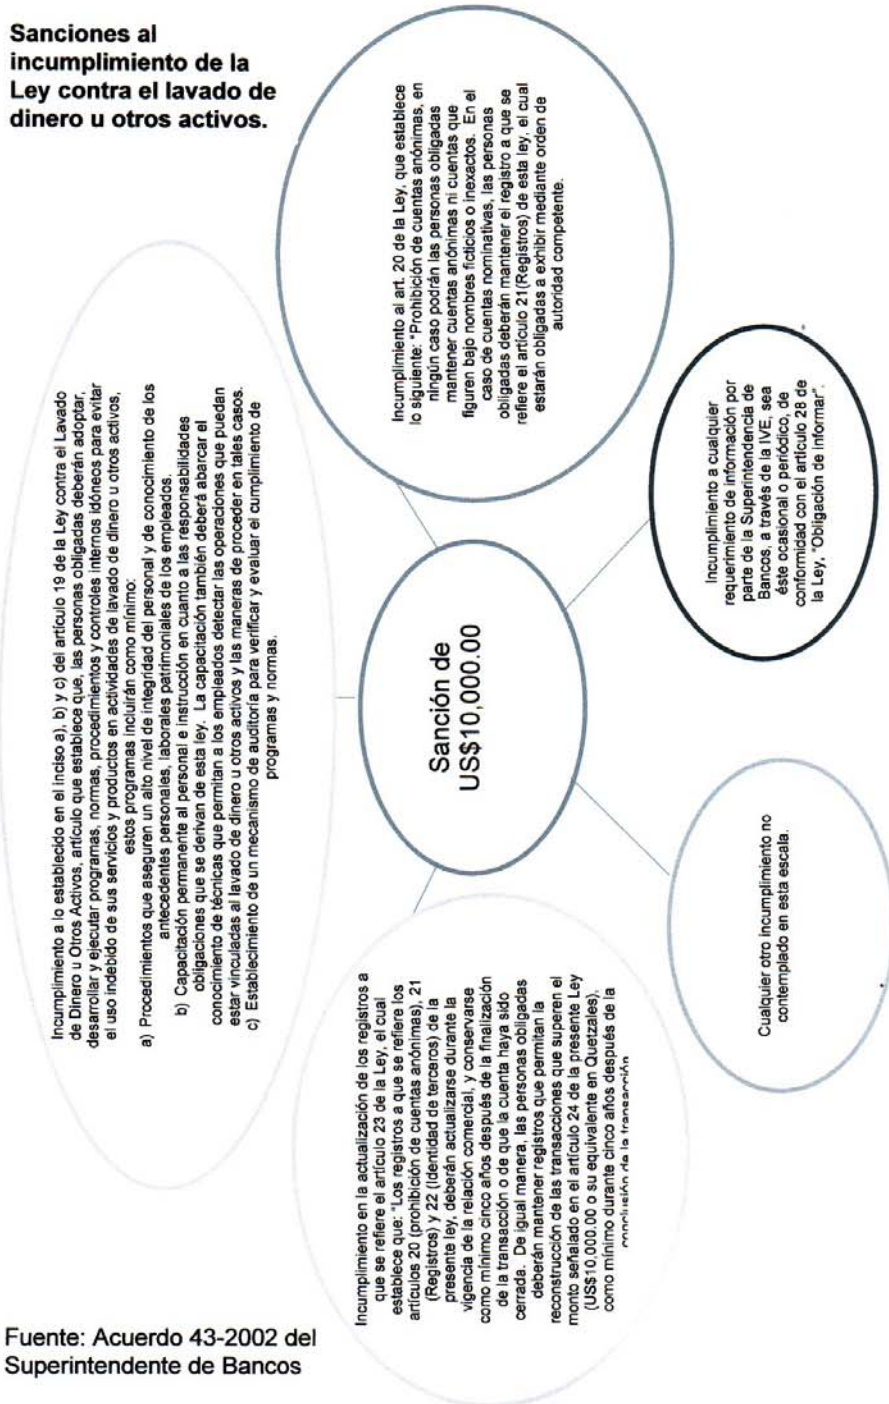 Sanciones al
incumplimiento de la
Ley contra el lavado de
dinero u otros activos.
Incumplimiento a lo establecido en el inciso a), b) y c) del artículo 19 de la Ley contra el Lavado
de Dinero u Otros Activos, artículo que establece que, las personas obligadas deberán adoptar,
desarrollar y ejecutar programas, normas, procedimientos y controles internos idóneos para evitar
el uso indebido de sus servicios y productos en actividades de lavado de dinero u otros activos,
estos programas incluirán como mínimo:
a) Procedimientos que aseguren un alto nivel de integridad del personal y de conocimiento de los
antecedentes personales, laborales patrimoniales de los empleados.
b) Capacitación permanente al personal e instrucción en cuanto a las responsabilidades
obligaciones que se derivan de esta ley. La capacitación también deberá abarcar el
conocimiento de técnicas que permitan a los empleados detectar las operaciones que puedan
estar vinculadas al lavado de dinero u otros activos y las maneras de proceder en tales casos.
c) Establecimiento de un mecanismo de auditoría para verificar y evaluar el cumplimiento de
programas y normas.
Incumplimiento al art. 20 de la Ley, que establece
lo siguiente: "Prohibición de cuentas anónimas, en
ningún caso podrán las personas obligadas
mantener cuentas anónimas ni cuentas que
figuren bajo nombres ficticios o inexactos. En el
caso de cuentas nominativas, las personas
obligadas deberán mantener el registro a que se
refiere el artículo 21(Registros) de esta ley, el cual
estarán obligadas a exhibir mediante orden de
autoridad competente.
Sanción de
US$10,000.00
Incumplimiento a cualquier
requerimiento de información por
parte de la Superintendencia de
Bancos, a través de la IVE, sea
éste ocasional o periódico, de
conformidad con el artículo 28 de
la Ley, "Obligación de informar".
Incumplimiento en la actualización de los registros a
que se refiere el artículo 23 de la Ley, el cual
establece que: "Los registros a que se refiere los
artículos 20 (prohibición de cuentas anónimas), 21
(Registros) y 22 (Identidad de terceros) de la
presente ley, deberán actualizarse durante la
vigencia de la relación comercial, y conservarse
como mínimo cinco años después de la finalización
de la transacción o de que la cuenta haya sido
cerrada. De igual manera, las personas obligadas
deberán mantener registros que permitan la
reconstrucción de las transacciones que superen el
monto señalado en el artículo 24 de la presente Ley
(US$10,000.00 o su equivalente en Quetzales),
como mínimo durante cinco años después de la
conclusión de la transacción
Cualquier otro incumplimiento no
contemplado en esta escala.
Fuente: Acuerdo 43-2002 del
Superintendente de Bancos